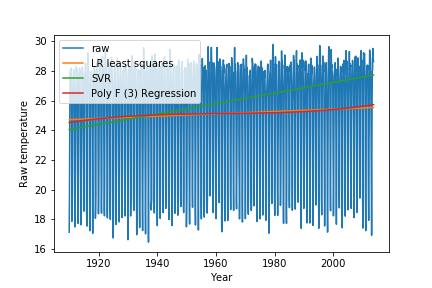 raw
LR least squares
SVR
Poly F (3) Regression
30
28
26
24
22
20
18
16
Raw temperature
1920 1940 1960 1980 2000
Year